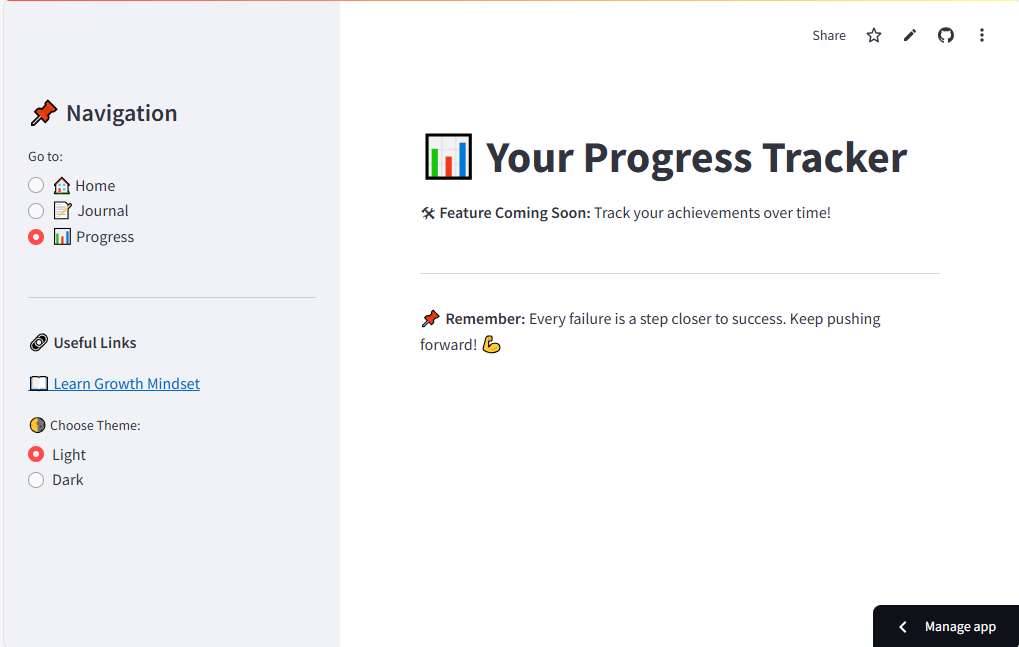 Share
📌 Navigation
Go to:
🏠 Home
📝 Journal
📊 Progress
🔗 Useful Links
📖 Learn Growth Mindset
🌗 Choose Theme:
Light
Dark
📊 Your Progress Tracker
🛠 Feature Coming Soon: Track your achievements over time!
📌 Remember: Every failure is a step closer to success. Keep pushing
forward! 💪
Manage app